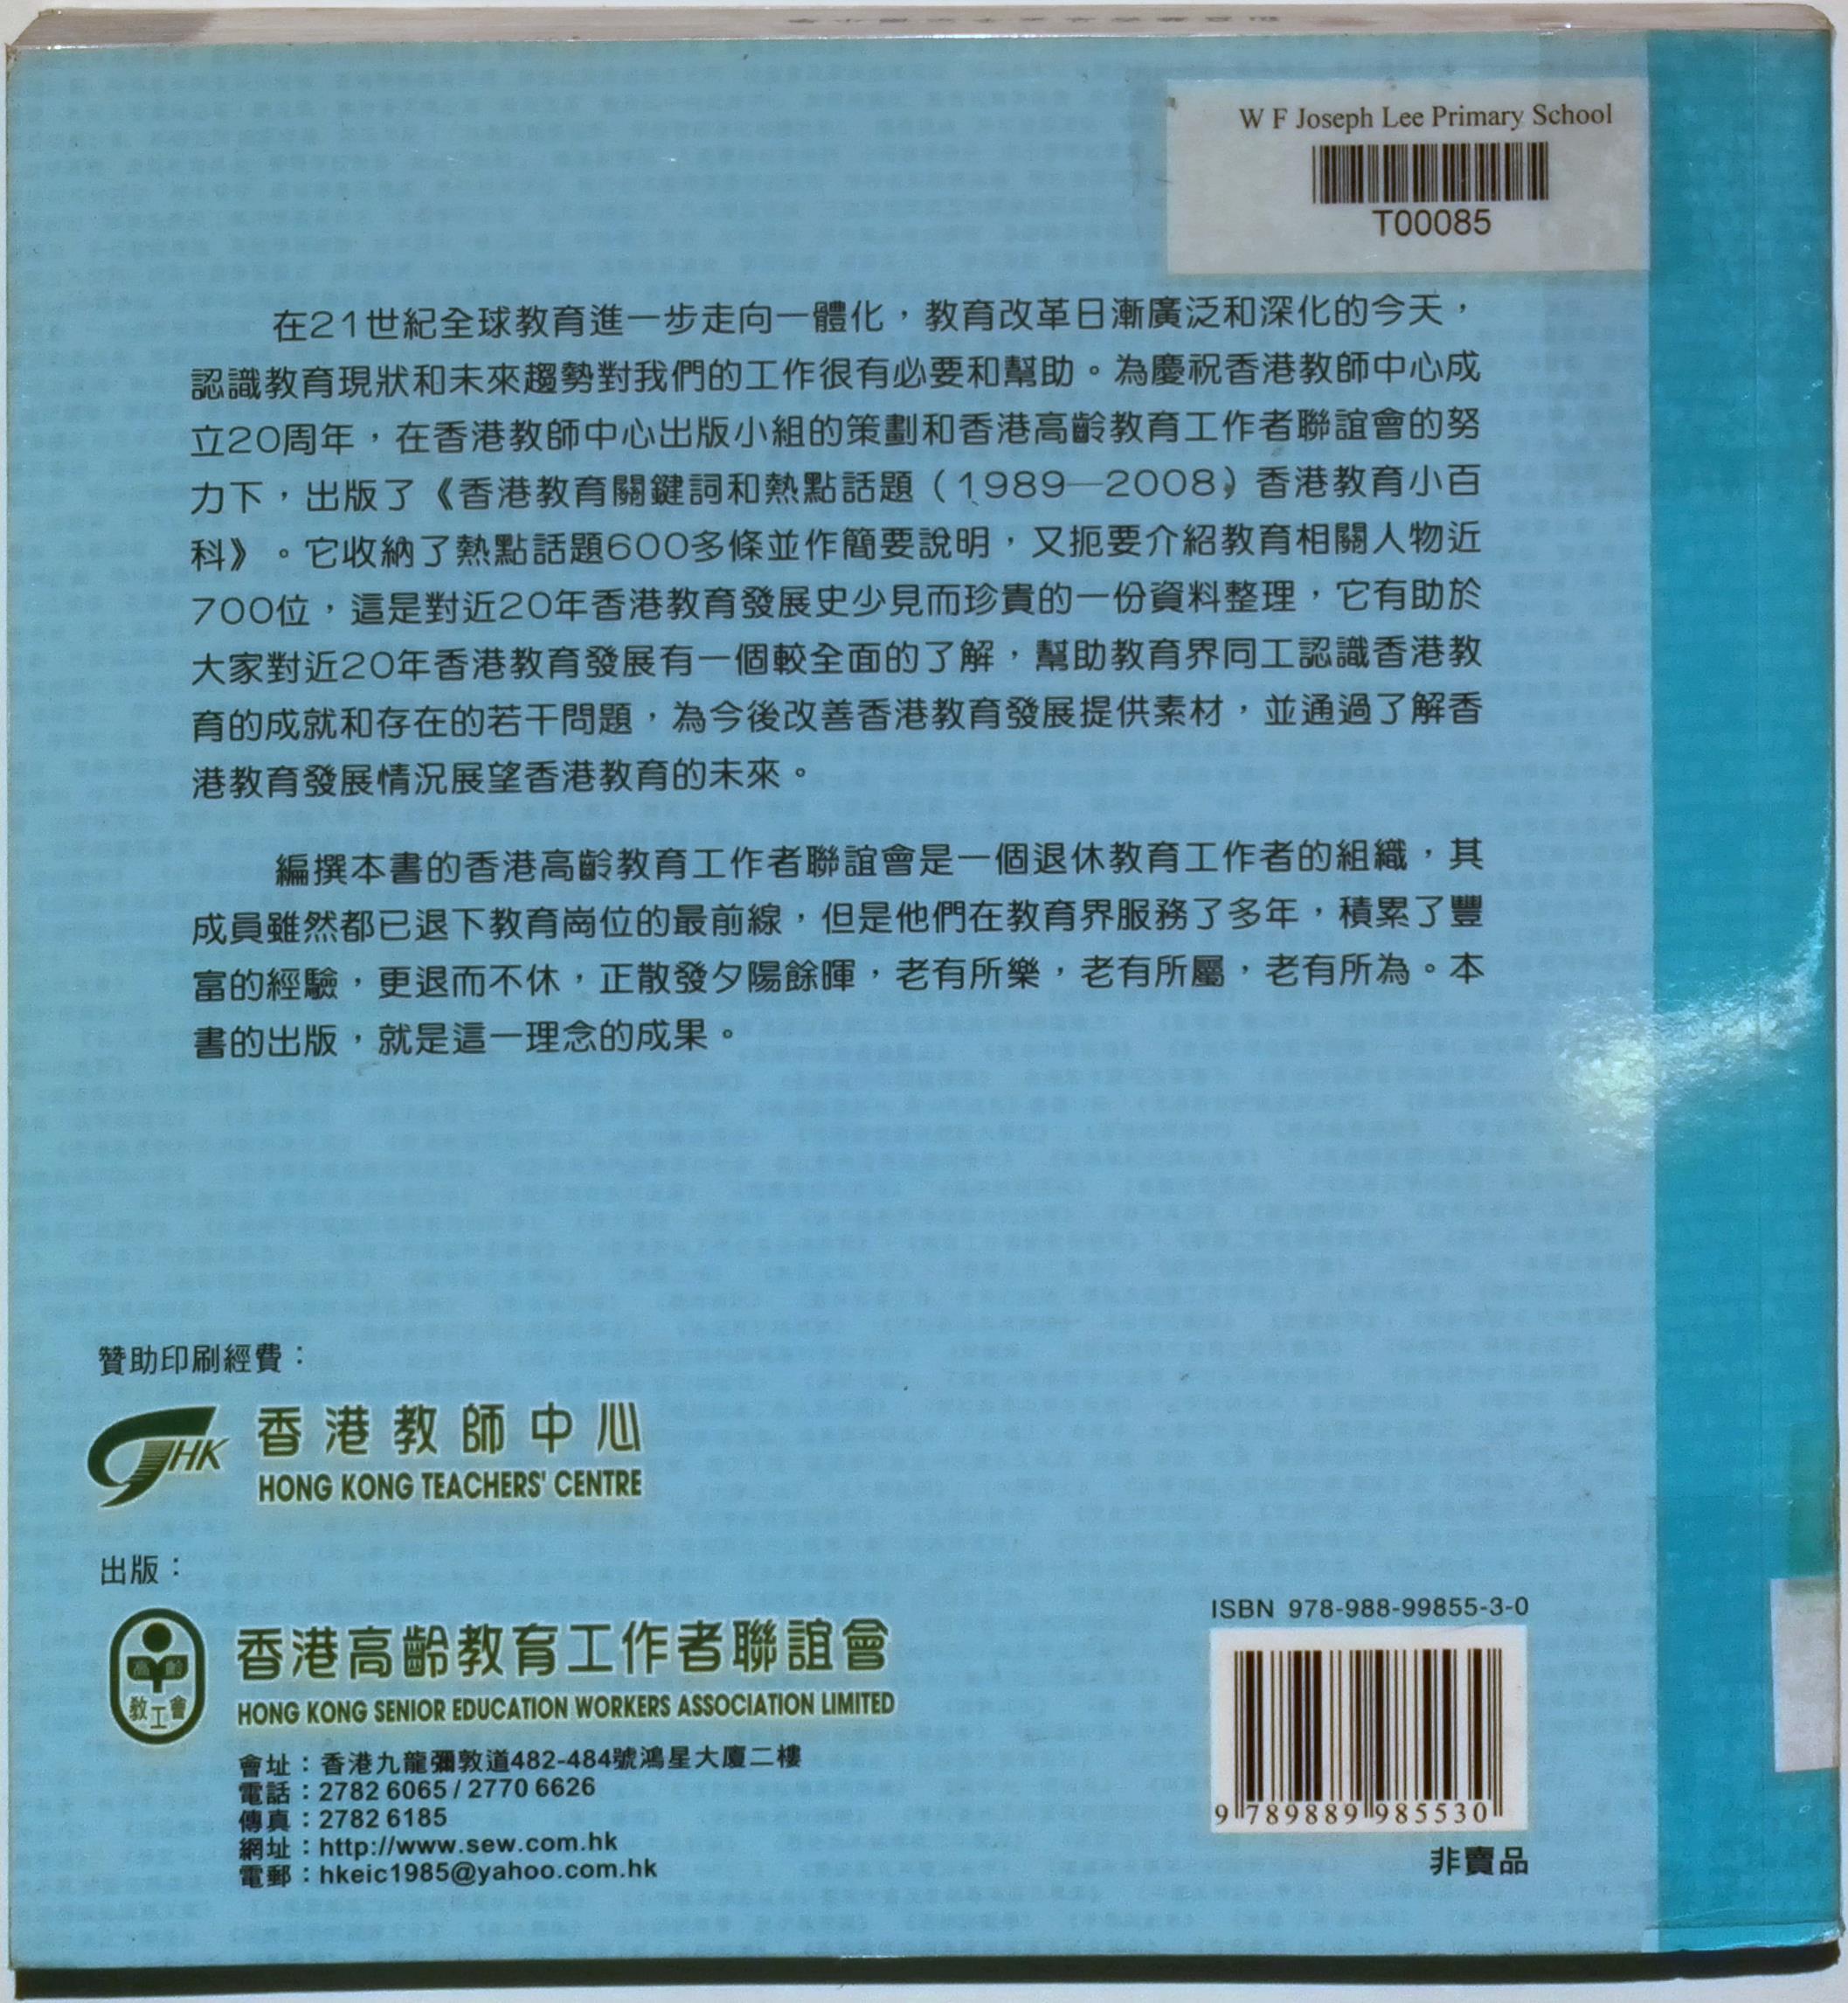 W F Joseph Lee Primary School
T00085
在21世紀全球教育進一步走向一體化，教育改革日漸廣泛和深化的今天，
認識教育現狀和未來趨勢對我們的工作很有必要和幫助。為慶祝香港教師中心成
立20周年，在香港教師中心出版小組的策劃和香港高齡教育工作者聯誼會的努
力下，出版了《香港教育關鍵詞和熱點話題（1989—2008）香港教育小百
科》。它收納了熱點話題600多條並作簡要說明，又扼要介紹教育相關人物近
700位，這是對近20年香港教育發展史少見而珍貴的一份資料整理，它有助於
大家對近20年香港教育發展有一個較全面的了解，幫助教育界同工認識香港教
育的成就和存在的若干問題，為今後改善香港教育發展提供素材，並通過了解香
港教育發展情況展望香港教育的未來。
編撰本書的香港高齡教育工作者聯誼會是一個退休教育工作者的組織，其
成員雖然都已退下教育崗位的最前線，但是他們在教育界服務了多年，積累了豐
富的經驗，更退而不休，正散發夕陽餘暉，老有所樂，老有所屬，老有所為。本
書的出版，就是這一理念的成果。
贊助印刷經費：
HK
香港教師中心
HONG KONG TEACHERS' CENTRE
出版：
高齡
教工會
香港高齡教育工作者聯誼會
HONG KONG SENIOR EDUCATION WORKERS ASSOCIATION LIMITED
會址：香港九龍彌敦道482-484號鴻星大廈二樓
電話：2782 6065 / 2770 6626
傳真：2782 6185
網址：http://www.sew.com.hk
電郵：hkeic1985@yahoo.com.hk
ISBN 978-988-99855-3-0
9 789889 985530
非賣品